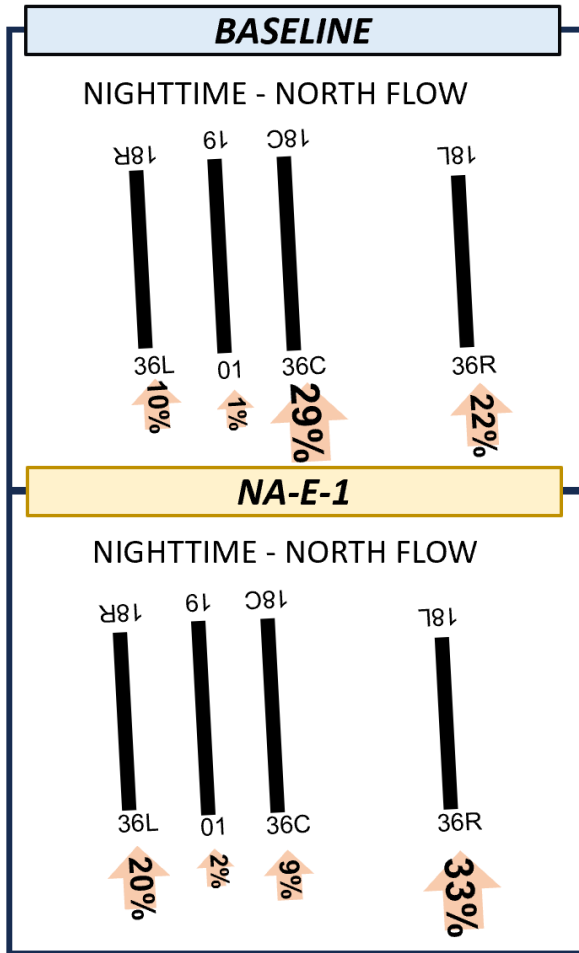 BASELINE
NIGHTTIME - NORTH FLOW
18R 19 18C 18L
36L 01 36C 36R
10% 1% 29% 22%
NA-E-1
NIGHTTIME - NORTH FLOW
18R 19 18C 18L
36L 01 36C 36R
20% 2% 9% 33%